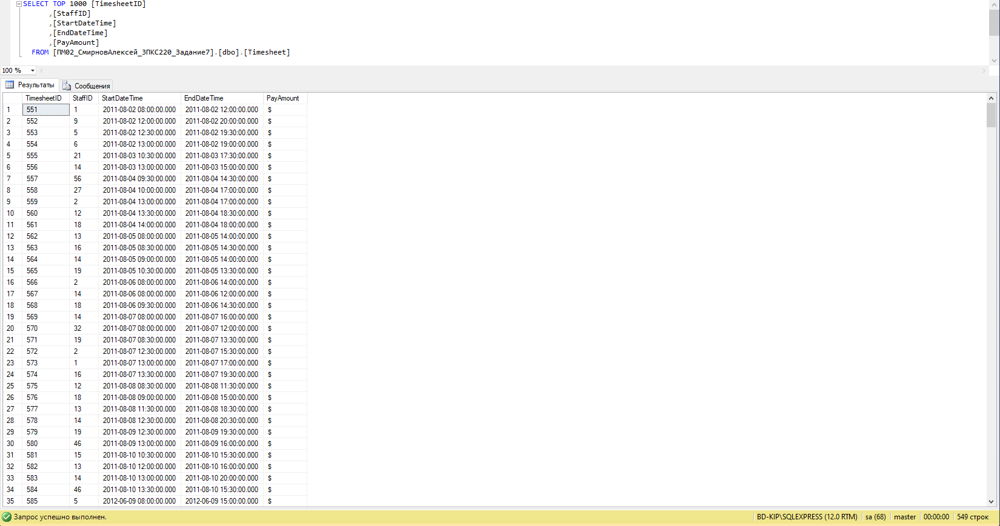 SELECT TOP 1000 [TimesheetID]
,[StaffID]
,[StartDateTime]
,[EndDateTime]
,[PayAmount]
FROM [ПМ02_СмирновАлексей_3ПКС220_Задание7].[dbo].[Timesheet]
100 %
Результаты Сообщения
TimesheetID StaffID StartDateTime EndDateTime PayAmount
1 551 1 2011-08-02 08:00:00.000 2011-08-02 12:00:00.000 $
2 552 9 2011-08-02 12:00:00.000 2011-08-02 20:00:00.000 $
3 553 5 2011-08-02 12:30:00.000 2011-08-02 19:30:00.000 $
4 554 6 2011-08-02 13:00:00.000 2011-08-02 19:00:00.000 $
5 555 21 2011-08-03 10:30:00.000 2011-08-03 17:30:00.000 $
6 556 14 2011-08-03 13:00:00.000 2011-08-03 15:00:00.000 $
7 557 56 2011-08-04 09:30:00.000 2011-08-04 14:30:00.000 $
8 558 27 2011-08-04 10:00:00.000 2011-08-04 17:00:00.000 $
9 559 2 2011-08-04 13:00:00.000 2011-08-04 17:00:00.000 $
10 560 12 2011-08-04 13:30:00.000 2011-08-04 18:30:00.000 $
11 561 18 2011-08-04 14:00:00.000 2011-08-04 18:00:00.000 $
12 562 13 2011-08-05 08:00:00.000 2011-08-05 14:00:00.000 $
13 563 16 2011-08-05 08:30:00.000 2011-08-05 14:30:00.000 $
14 564 14 2011-08-05 09:00:00.000 2011-08-05 14:00:00.000 $
15 565 19 2011-08-05 10:30:00.000 2011-08-05 13:30:00.000 $
16 566 2 2011-08-06 08:00:00.000 2011-08-06 14:00:00.000 $
17 567 14 2011-08-06 08:00:00.000 2011-08-06 12:00:00.000 $
18 568 18 2011-08-06 09:30:00.000 2011-08-06 14:30:00.000 $
19 569 14 2011-08-07 08:00:00.000 2011-08-07 16:00:00.000 $
20 570 32 2011-08-07 08:00:00.000 2011-08-07 12:00:00.000 $
21 571 19 2011-08-07 08:30:00.000 2011-08-07 13:30:00.000 $
22 572 2 2011-08-07 12:30:00.000 2011-08-07 15:30:00.000 $
23 573 1 2011-08-07 13:00:00.000 2011-08-07 17:00:00.000 $
24 574 16 2011-08-07 13:30:00.000 2011-08-07 19:30:00.000 $
25 575 12 2011-08-08 08:30:00.000 2011-08-08 11:30:00.000 $
26 576 18 2011-08-08 09:00:00.000 2011-08-08 15:00:00.000 $
27 577 13 2011-08-08 11:30:00.000 2011-08-08 18:30:00.000 $
28 578 14 2011-08-08 12:30:00.000 2011-08-08 20:30:00.000 $
29 579 19 2011-08-09 12:30:00.000 2011-08-09 19:30:00.000 $
30 580 46 2011-08-09 13:00:00.000 2011-08-09 16:00:00.000 $
31 581 15 2011-08-10 10:30:00.000 2011-08-10 15:30:00.000 $
32 582 13 2011-08-10 12:00:00.000 2011-08-10 16:00:00.000 $
33 583 14 2011-08-10 13:00:00.000 2011-08-10 20:00:00.000 $
34 584 46 2011-08-10 13:30:00.000 2011-08-10 15:30:00.000 $
35 585 5 2012-06-09 08:00:00.000 2012-06-09 15:00:00.000 $
Запрос успешно выполнен. BD-KIP\SQLEXPRESS (12.0 RTM) sa (68) master 00:00:00 549 строк